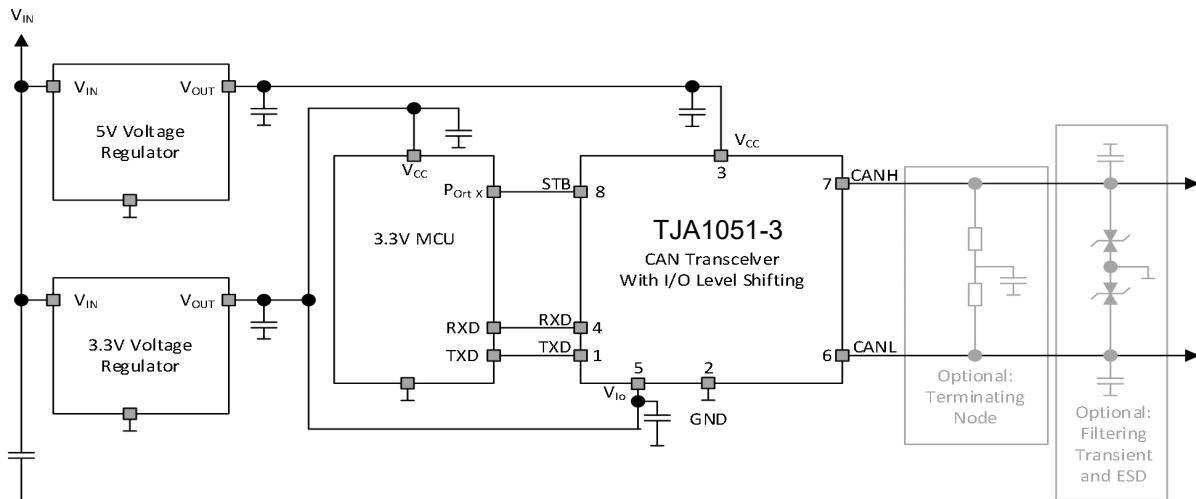 VIN
VIN
VOUT
5V Voltage
Regulator
VCC
VCC
3
POrt X
STB
8
7
CANH
3.3V MCU
TJA1051-3
CAN Transcelver
With I/O Level Shifting
VIN
VOUT
3.3V Voltage
Regulator
RXD
RXD
4
TXD
TXD
1
5
2
6
CANL
VIo
GND
Optional:
Terminating
Node
Optional:
Filtering
Transient
and ESD